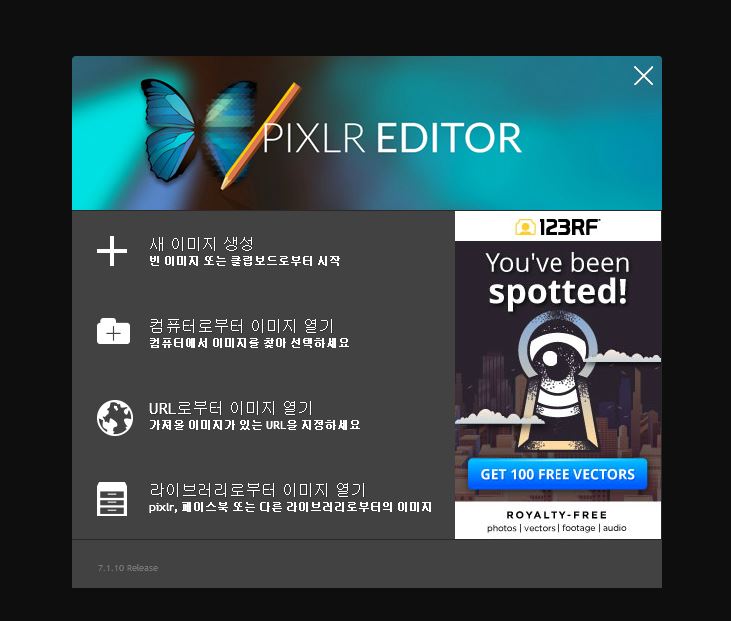 PIXLR EDITOR
새 이미지 생성
빈 이미지 또는 클립보드로부터 시작
컴퓨터로부터 이미지 열기
컴퓨터에서 이미지를 찾아 선택하세요
URL로부터 이미지 열기
가져올 이미지가 있는 URL을 지정하세요
라이브러리로부터 이미지 열기
pixlr, 페이스북 또는 다른 라이브러리로부터의 이미지
123RF
You've been
spotted!
GET 100 FREE VECTORS
ROYALTY-FREE
photos | vectors | footage | audio
7.1.10 Release